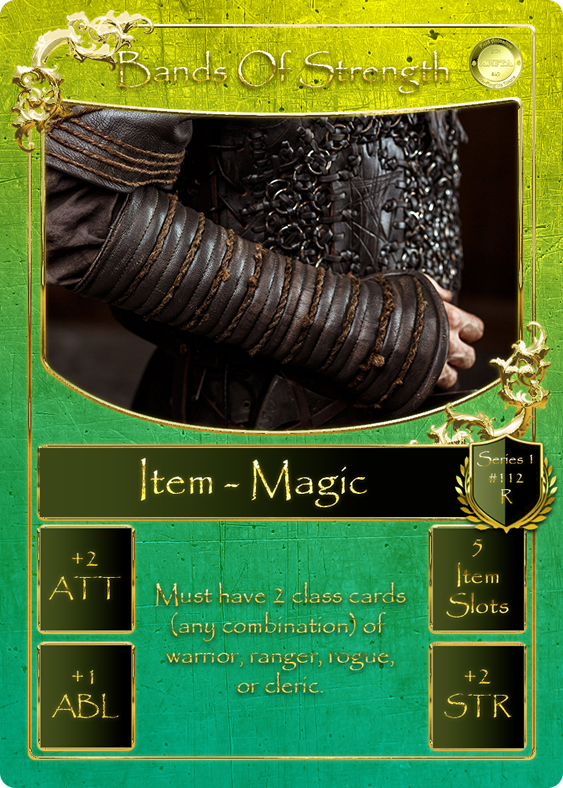 Bands Of Strength
Item - Magic
Series 1
#112
R
+2
ATT
Must have 2 class cards
(any combination) of
warrior, ranger, rogue,
or cleric.
5
Item
Slots
+1
ABL
+2
STR